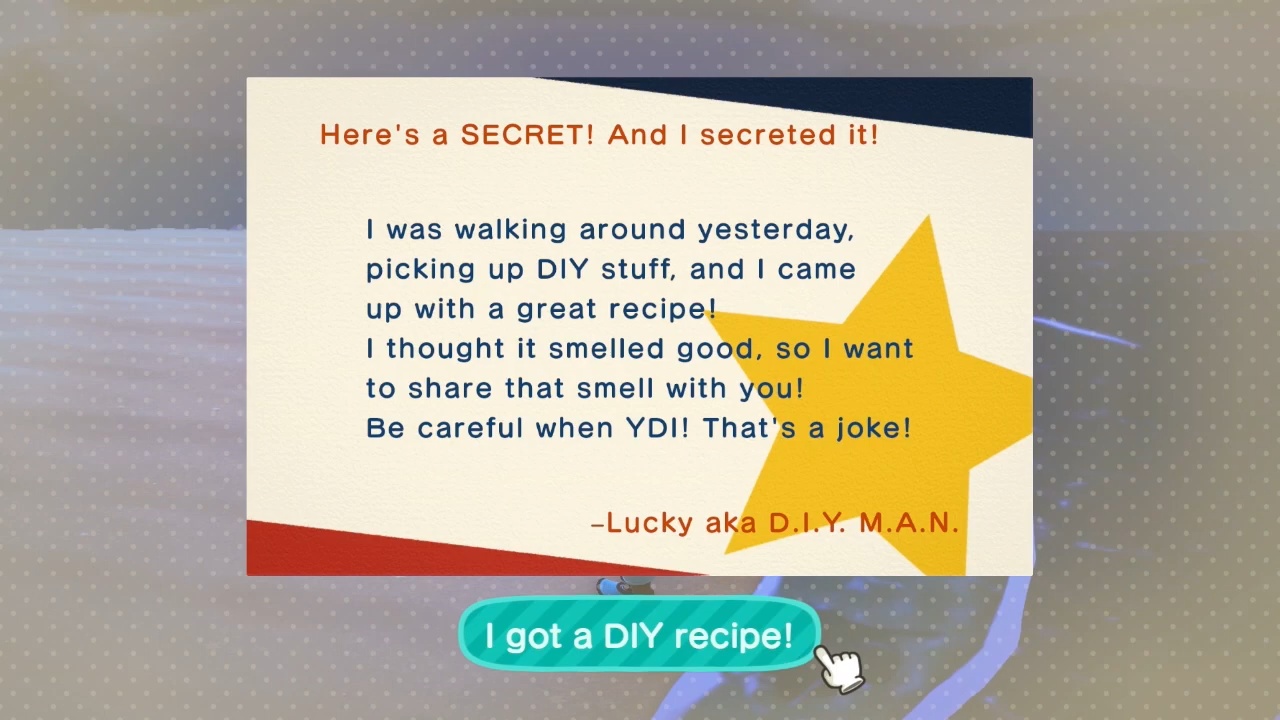 Here's a SECRET! And I secreted it!
I was walking around yesterday,
picking up DIY stuff, and I came
up with a great recipe!
I thought it smelled good, so I want
to share that smell with you!
Be careful when YDI! That's a joke!
–Lucky aka D.I.Y. M.A.N.
I got a DIY recipe!